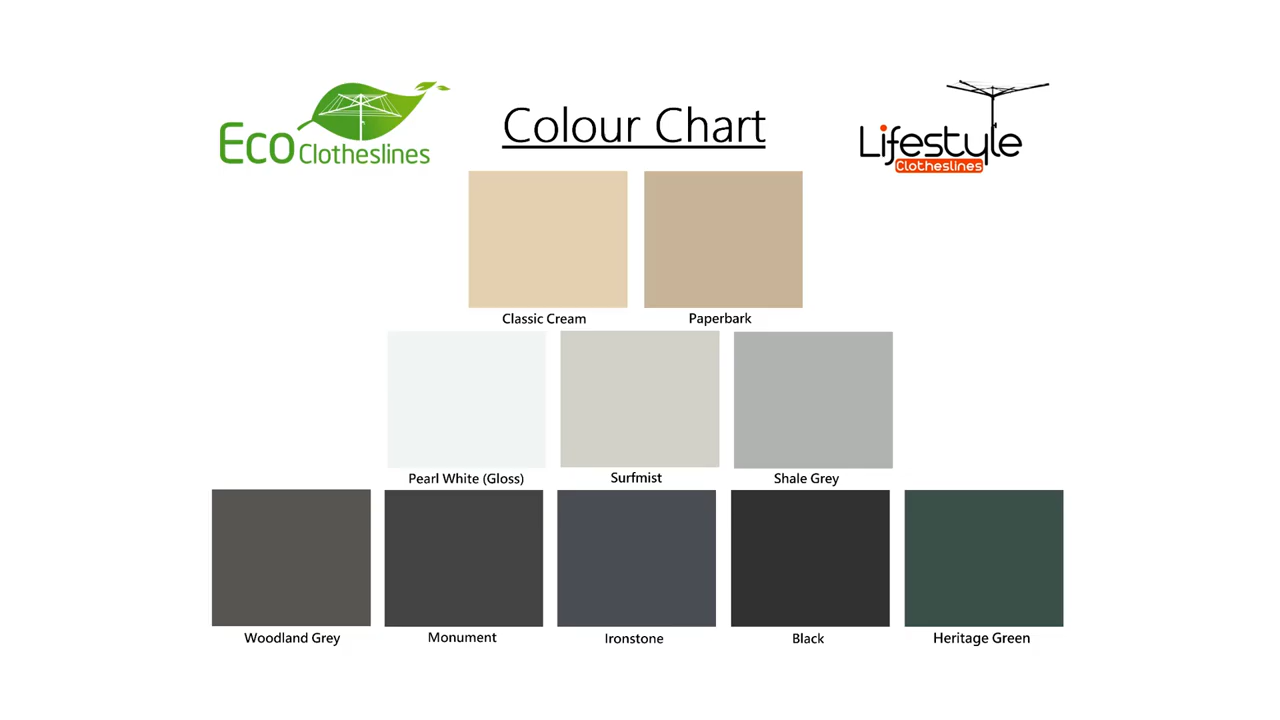 Eco Clotheslines
Colour Chart
Lifestyle
Clotheslines
Classic Cream
Paperbark
Pearl White (Gloss)
Surfmist
Shale Grey
Woodland Grey
Monument
Ironstone
Black
Heritage Green